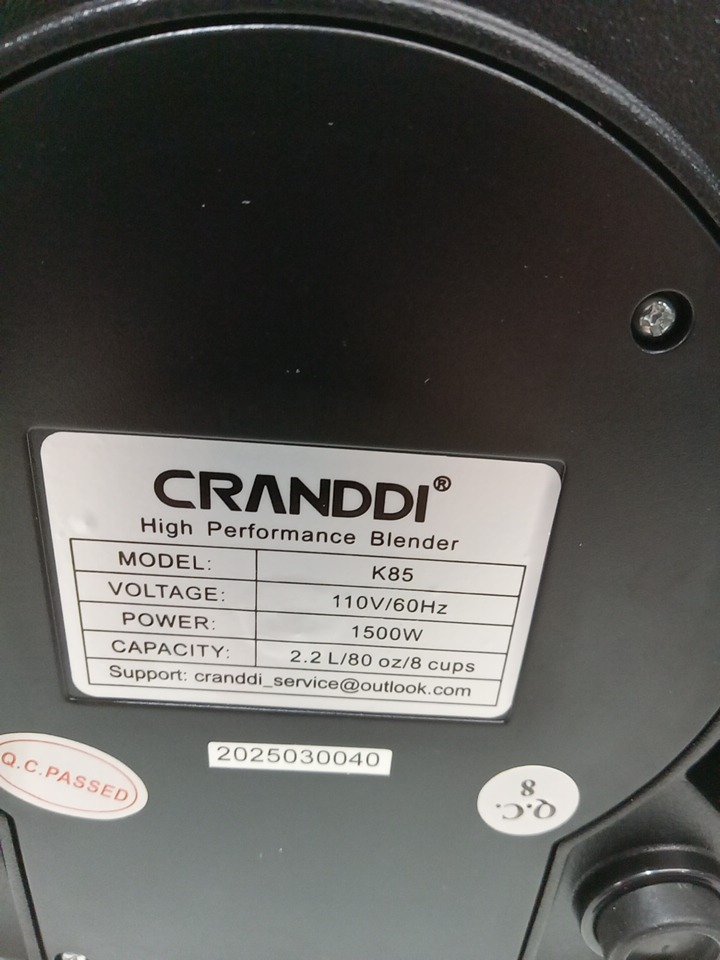 CRANDDI®
High Performance Blender
MODEL: K85
VOLTAGE: 110V/60Hz
POWER: 1500W
CAPACITY: 2.2 L/80 oz/8 cups
Support: cranddi_service@outlook.com
2025030040
Q.C.PASSED
Q.C.
8